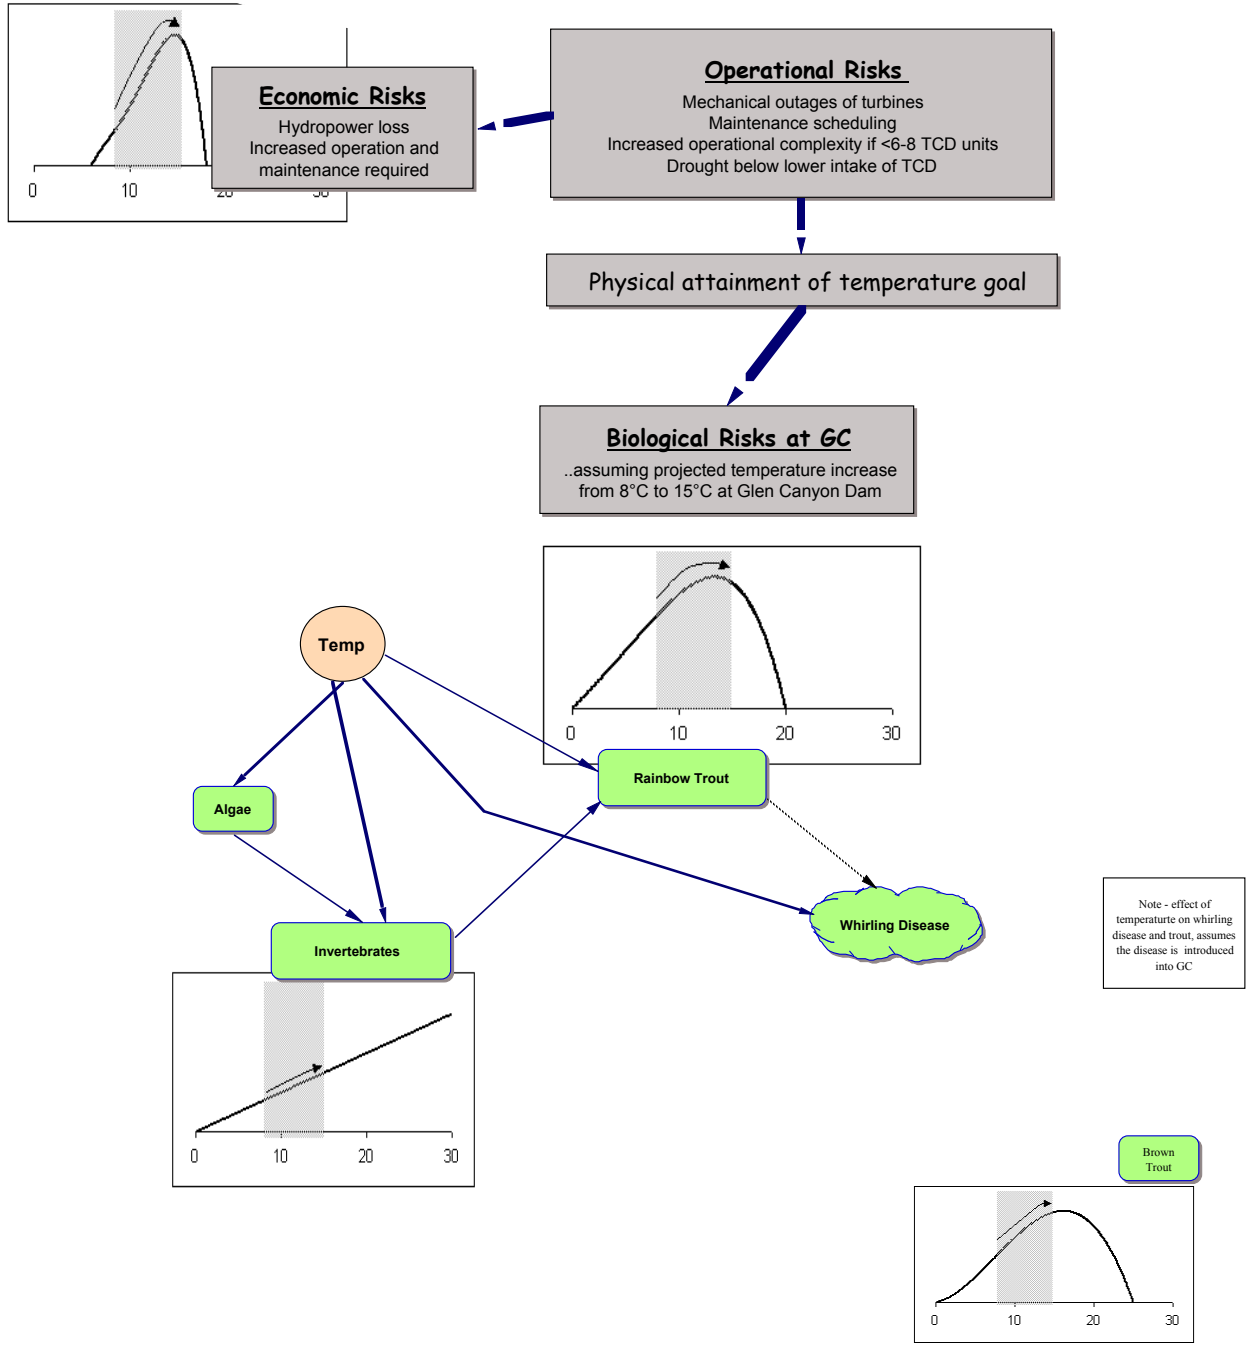 Operational Risks
Mechanical outages of turbines
Maintenance scheduling
Increased operational complexity if <6-8 TCD units
Drought below lower intake of TCD
Economic Risks
Hydropower loss
Increased operation and
maintenance required
0
10
20
30
Physical attainment of temperature goal
Biological Risks at GC
..assuming projected temperature increase
from 8°C to 15°C at Glen Canyon Dam
0
10
20
30
Temp
Rainbow Trout
Algae
Whirling Disease
Note - effect of
temperaturte on whirling
disease and trout, assumes
the disease is introduced
into GC
Invertebrates
0
10
20
30
Brown
Trout
0
10
20
30